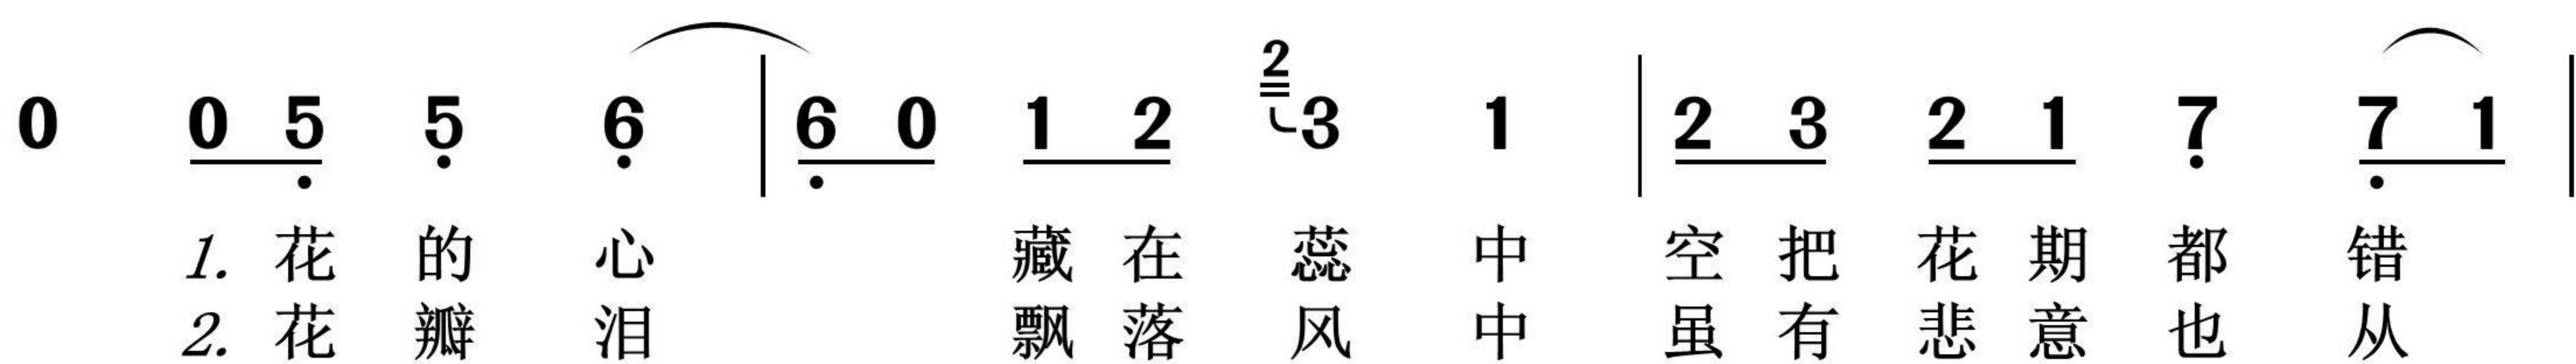 2
0 0 5 5 6 | 6 0 1 2 3 1 | 2 3 2 1 7 7 1 |
1. 花 的 心 藏 在 蕊 中 空 把 花 期 都 错
2. 花 瓣 泪 飘 落 风 中 虽 有 悲 意 也 从